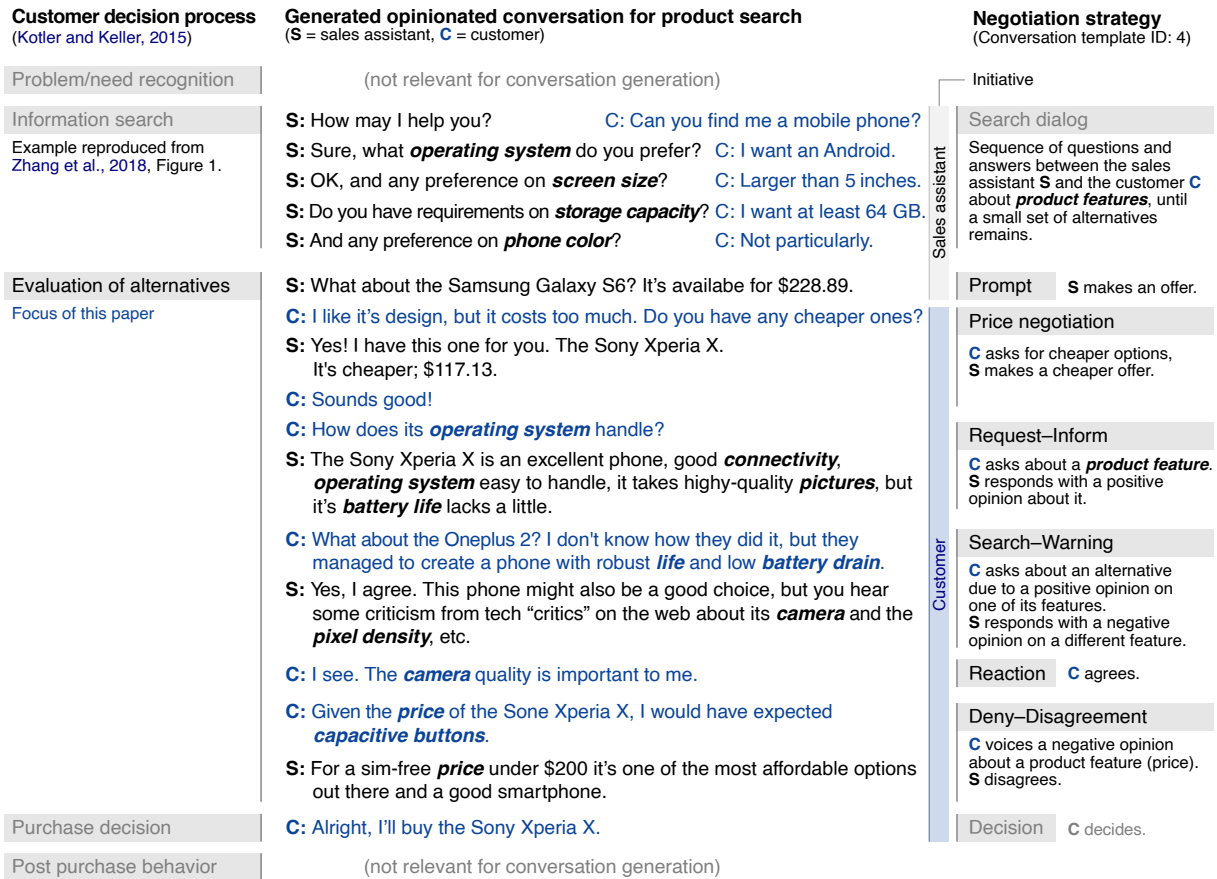 Customer decision process
(Kotler and Keller, 2015)
Generated opinionated conversation for product search
(S = sales assistant, C = customer)
Negotiation strategy
(Conversation template ID: 4)
Problem/need recognition
(not relevant for conversation generation)
Initiative
Information search
Example reproduced from
Zhang et al., 2018, Figure 1.
S: How may I help you?
C: Can you find me a mobile phone?
S: Sure, what operating system do you prefer?
C: I want an Android.
S: OK, and any preference on screen size?
C: Larger than 5 inches.
S: Do you have requirements on storage capacity?
C: I want at least 64 GB.
S: And any preference on phone color?
C: Not particularly.
Sales assistant
Search dialog
Sequence of questions and
answers between the sales
assistant S and the customer C
about product features, until
a small set of alternatives
remains.
Evaluation of alternatives
Focus of this paper
S: What about the Samsung Galaxy S6? It's availabe for $228.89.
Prompt
S makes an offer.
C: I like it's design, but it costs too much. Do you have any cheaper ones?
S: Yes! I have this one for you. The Sony Xperia X.
It's cheaper; $117.13.
C: Sounds good!
Price negotiation
C asks for cheaper options,
S makes a cheaper offer.
C: How does its operating system handle?
S: The Sony Xperia X is an excellent phone, good connectivity,
operating system easy to handle, it takes highy-quality pictures, but
it's battery life lacks a little.
Request–Inform
C asks about a product feature.
S responds with a positive
opinion about it.
C: What about the Oneplus 2? I don't know how they did it, but they
managed to create a phone with robust life and low battery drain.
S: Yes, I agree. This phone might also be a good choice, but you hear
some criticism from tech “critics” on the web about its camera and the
pixel density, etc.
Customer
Search–Warning
C asks about an alternative
due to a positive opinion on
one of its features.
S responds with a negative
opinion on a different feature.
C: I see. The camera quality is important to me.
Reaction
C agrees.
C: Given the price of the Sone Xperia X, I would have expected
capacitive buttons.
S: For a sim-free price under $200 it's one of the most affordable options
out there and a good smartphone.
Deny–Disagreement
C voices a negative opinion
about a product feature (price).
S disagrees.
Purchase decision
C: Alright, I'll buy the Sony Xperia X.
Decision
C decides.
Post purchase behavior
(not relevant for conversation generation)